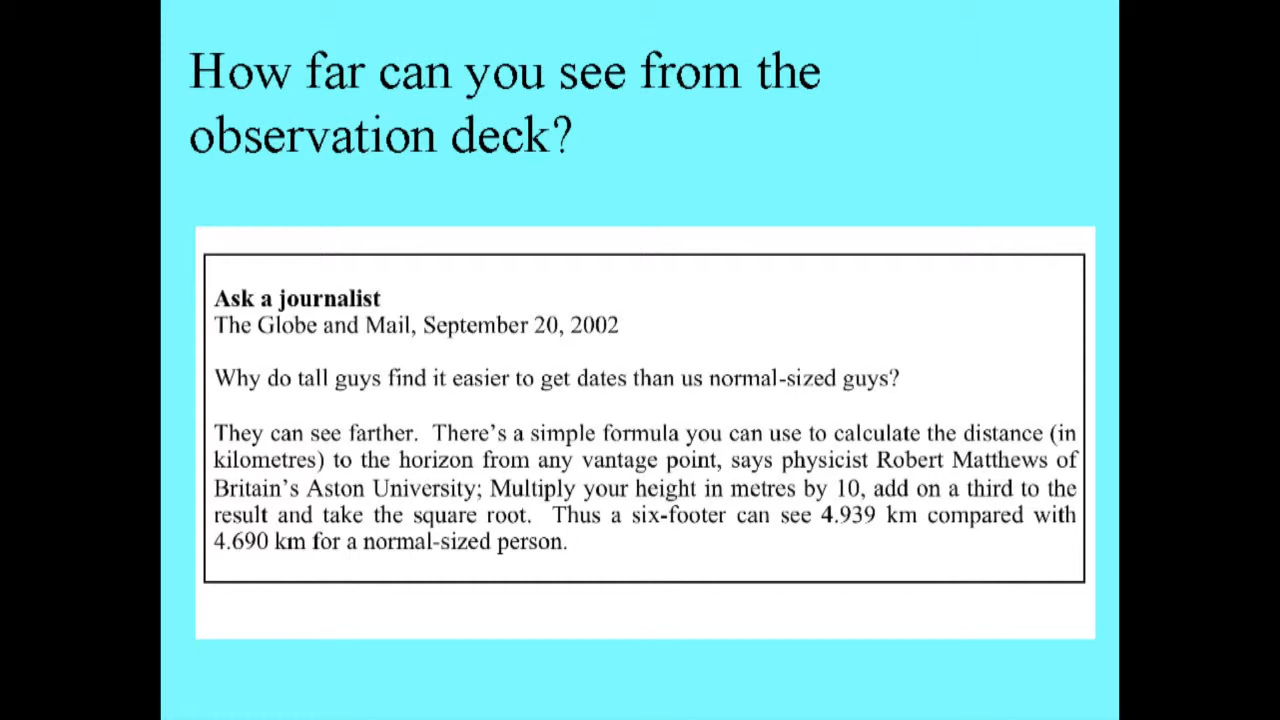 How far can you see from the
observation deck?
Ask a journalist
The Globe and Mail, September 20, 2002
Why do tall guys find it easier to get dates than us normal-sized guys?
They can see farther. There's a simple formula you can use to calculate the distance (in
kilometres) to the horizon from any vantage point, says physicist Robert Matthews of
Britain's Aston University; Multiply your height in metres by 10, add on a third to the
result and take the square root. Thus a six-footer can see 4.939 km compared with
4.690 km for a normal-sized person.